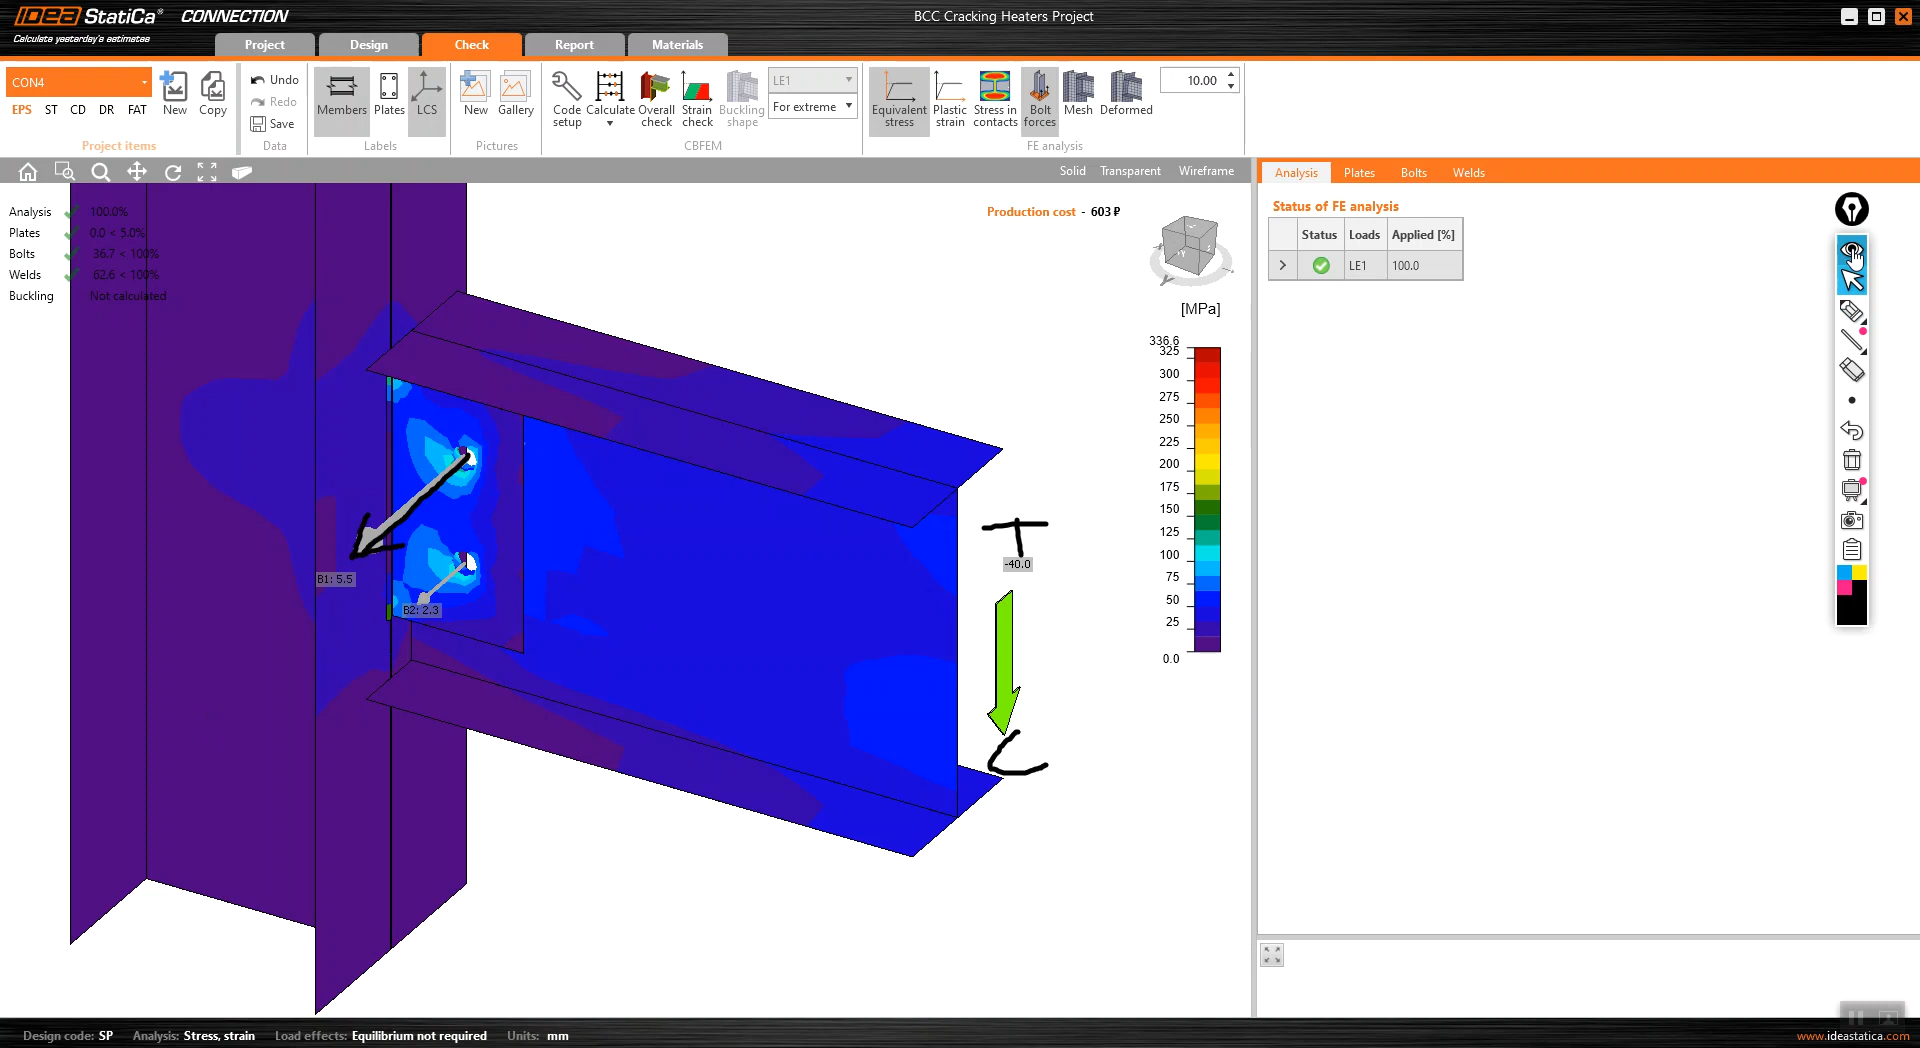 IDEA StatiCa® CONNECTION
Calculate yesterday's estimates
BCC Cracking Heaters Project
Project Design Check Report Materials
CON4
EPS ST CD DR FAT
New Copy
Project items
Undo
Redo
Save
Data
Members Plates LCS
Labels
New Gallery
Pictures
Code setup Calculate Overall check Strain check Buckling shape
LE1
For extreme
CBFEM
Equivalent stress Plastic strain Stress in contacts Bolt forces Mesh Deformed
10.00
FE analysis
Solid Transparent Wireframe
Analysis 100.0%
Plates 0.0 < 5.0%
Bolts 36.7 < 100%
Welds 62.6 < 100%
Buckling Not calculated
Production cost - 603 ₽
[MPa]
336.6
325
300
275
250
225
200
175
150
125
100
75
50
25
0.0
T
-40.0
C
B1: 5.5
B2: 2.3
Analysis Plates Bolts Welds
Status of FE analysis
Status Loads Applied [%]
LE1 100.0
Design code: SP Analysis: Stress, strain Load effects: Equilibrium not required Units: mm
www.ideastatica.com